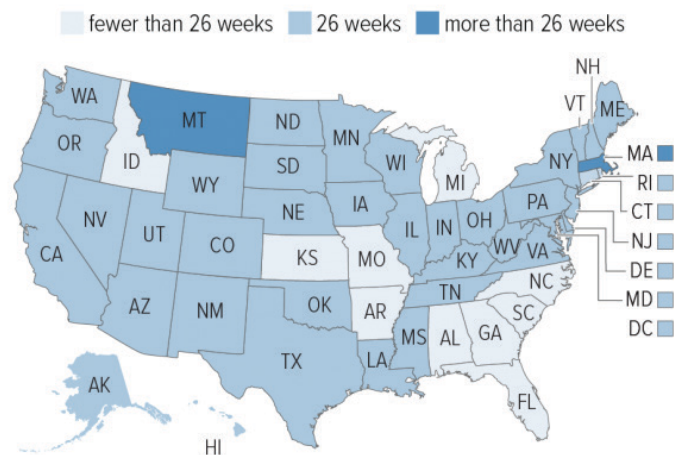 fewer than 26 weeks 26 weeks more than 26 weeks
NH
WA VT ME
MT ND
OR MN
ID WI NY MA
SD MI RI
WY
IA PA CT
NE
NV IL IN OH NJ
UT CO WV VA DE
CA KS MO KY
MD
NC
TN
AZ NM OK AR SC DC
MS AL GA
TX LA
AK FL
HI